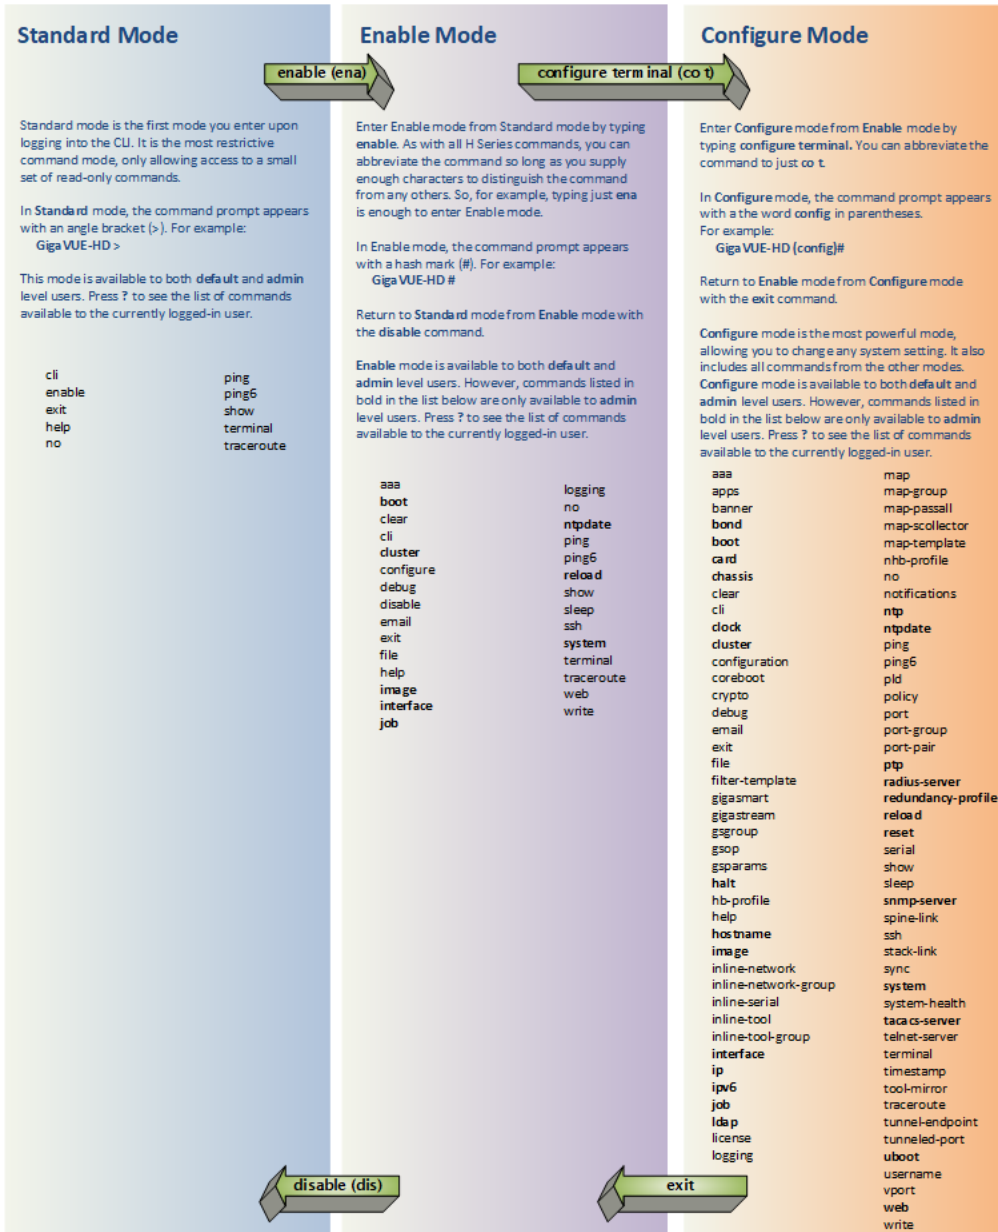 Standard Mode
enable (ena)
Standard mode is the first mode you enter upon
logging into the CLI. It is the most restrictive
command mode, only allowing access to a small
set of read-only commands.
In Standard mode, the command prompt appears
with an angle bracket (>). For example:
GigaVUE-HD >
This mode is available to both default and admin
level users. Press ? to see the list of commands
available to the currently logged-in user.
cli
enable
exit
help
no
ping
ping6
show
terminal
traceroute
Enable Mode
configure terminal (co t)
Enter Enable mode from Standard mode by typing
enable. As with all H Series commands, you can
abbreviate the command so long as you supply
enough characters to distinguish the command
from any others. So, for example, typing just ena
is enough to enter Enable mode.
In Enable mode, the command prompt appears
with a hash mark (#). For example:
GigaVUE-HD #
Return to Standard mode from Enable mode with
the disable command.
Enable mode is available to both default and
admin level users. However, commands listed in
bold in the list below are only available to admin
level users. Press ? to see the list of commands
available to the currently logged-in user.
aaa
boot
clear
cli
cluster
configure
debug
disable
email
exit
file
help
image
interface
job
logging
no
ntpdate
ping
ping6
reload
show
sleep
ssh
system
terminal
traceroute
web
write
disable (dis)
Configure Mode
Enter Configure mode from Enable mode by
typing configure terminal. You can abbreviate the
command to just co t.
In Configure mode, the command prompt appears
with a the word config in parentheses.
For example:
GigaVUE-HD (config)#
Return to Enable mode from Configure mode
with the exit command.
Configure mode is the most powerful mode,
allowing you to change any system setting. It also
includes all commands from the other modes.
Configure mode is available to both default and
admin level users. However, commands listed in
bold in the list below are only available to admin
level users. Press ? to see the list of commands
available to the currently logged-in user.
aaa
apps
banner
bond
boot
card
chassis
clear
cli
clock
cluster
configuration
coreboot
crypto
debug
email
exit
file
filter-template
gigasmart
gigastream
gsgroup
gsop
gsparams
halt
hb-profile
help
hostname
image
inline-network
inline-network-group
inline-serial
inline-tool
inline-tool-group
interface
ip
ipv6
job
ldap
license
logging
map
map-group
map-passall
map-scollector
map-template
nhb-profile
no
notifications
ntp
ntpdate
ping
ping6
pld
policy
port
port-group
port-pair
ptp
radius-server
redundancy-profile
reload
reset
serial
show
sleep
snmp-server
spine-link
ssh
stack-link
sync
system
system-health
tacacs-server
telnet-server
terminal
timestamp
tool-mirror
traceroute
tunnel-endpoint
tunneled-port
uboot
username
vport
web
write
exit